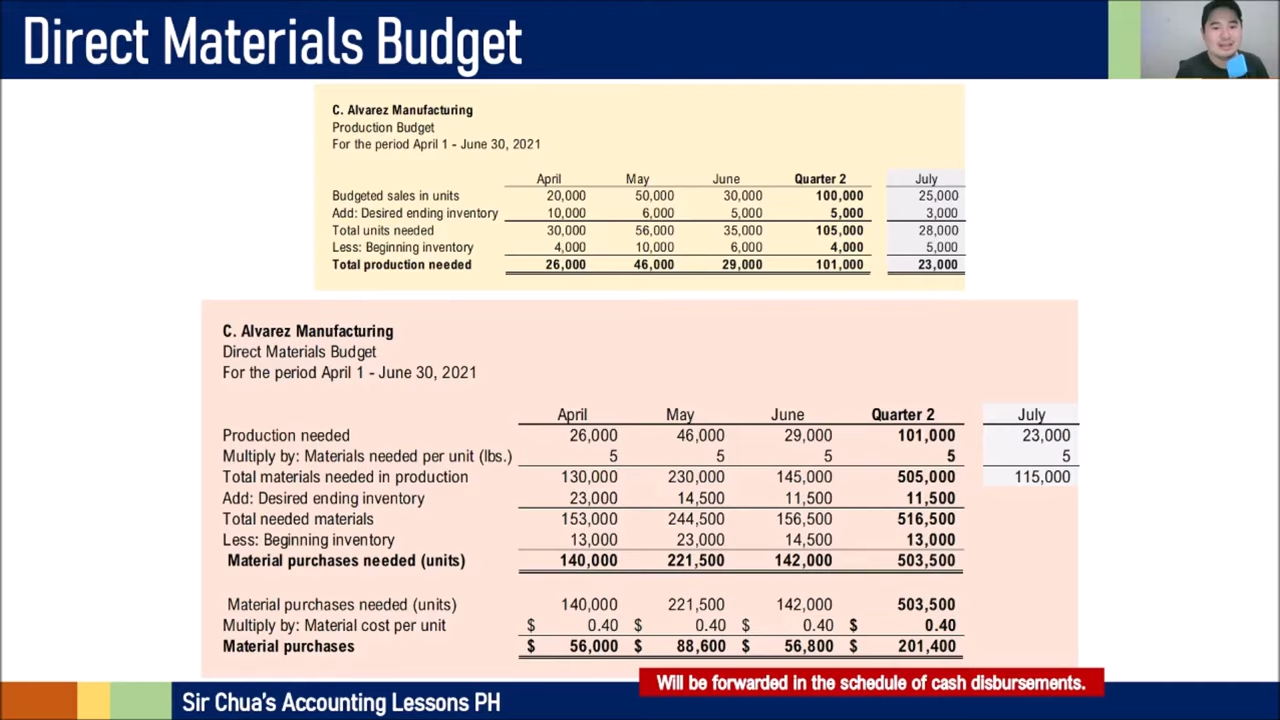 Direct Materials Budget
C. Alvarez Manufacturing
Production Budget
For the period April 1 - June 30, 2021
April May June Quarter 2 July
Budgeted sales in units 20,000 50,000 30,000 100,000 25,000
Add: Desired ending inventory 10,000 6,000 5,000 5,000 3,000
Total units needed 30,000 56,000 35,000 105,000 28,000
Less: Beginning inventory 4,000 10,000 6,000 4,000 5,000
Total production needed 26,000 46,000 29,000 101,000 23,000
C. Alvarez Manufacturing
Direct Materials Budget
For the period April 1 - June 30, 2021
April May June Quarter 2 July
Production needed 26,000 46,000 29,000 101,000 23,000
Multiply by: Materials needed per unit (lbs.) 5 5 5 5 5
Total materials needed in production 130,000 230,000 145,000 505,000 115,000
Add: Desired ending inventory 23,000 14,500 11,500 11,500
Total needed materials 153,000 244,500 156,500 516,500
Less: Beginning inventory 13,000 23,000 14,500 13,000
Material purchases needed (units) 140,000 221,500 142,000 503,500
Material purchases needed (units) 140,000 221,500 142,000 503,500
Multiply by: Material cost per unit $ 0.40 $ 0.40 $ 0.40 $ 0.40
Material purchases $ 56,000 $ 88,600 $ 56,800 $ 201,400
Will be forwarded in the schedule of cash disbursements.
Sir Chua's Accounting Lessons PH